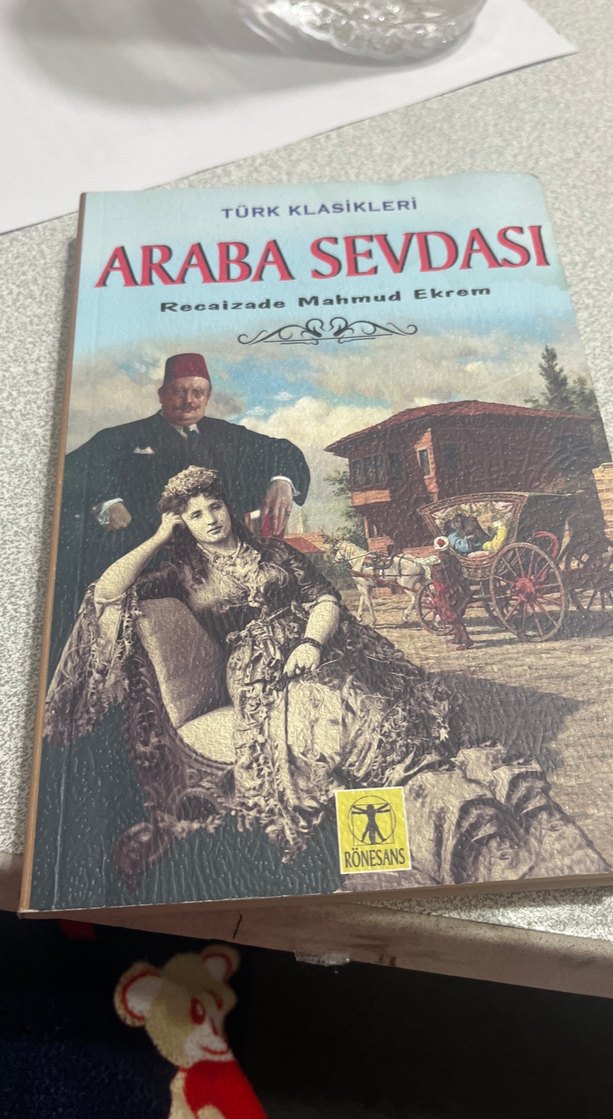 TÜRK KLASİKLERİ
ARABA SEVDASI
Recaizade Mahmud Ekrem
RÖNESANS